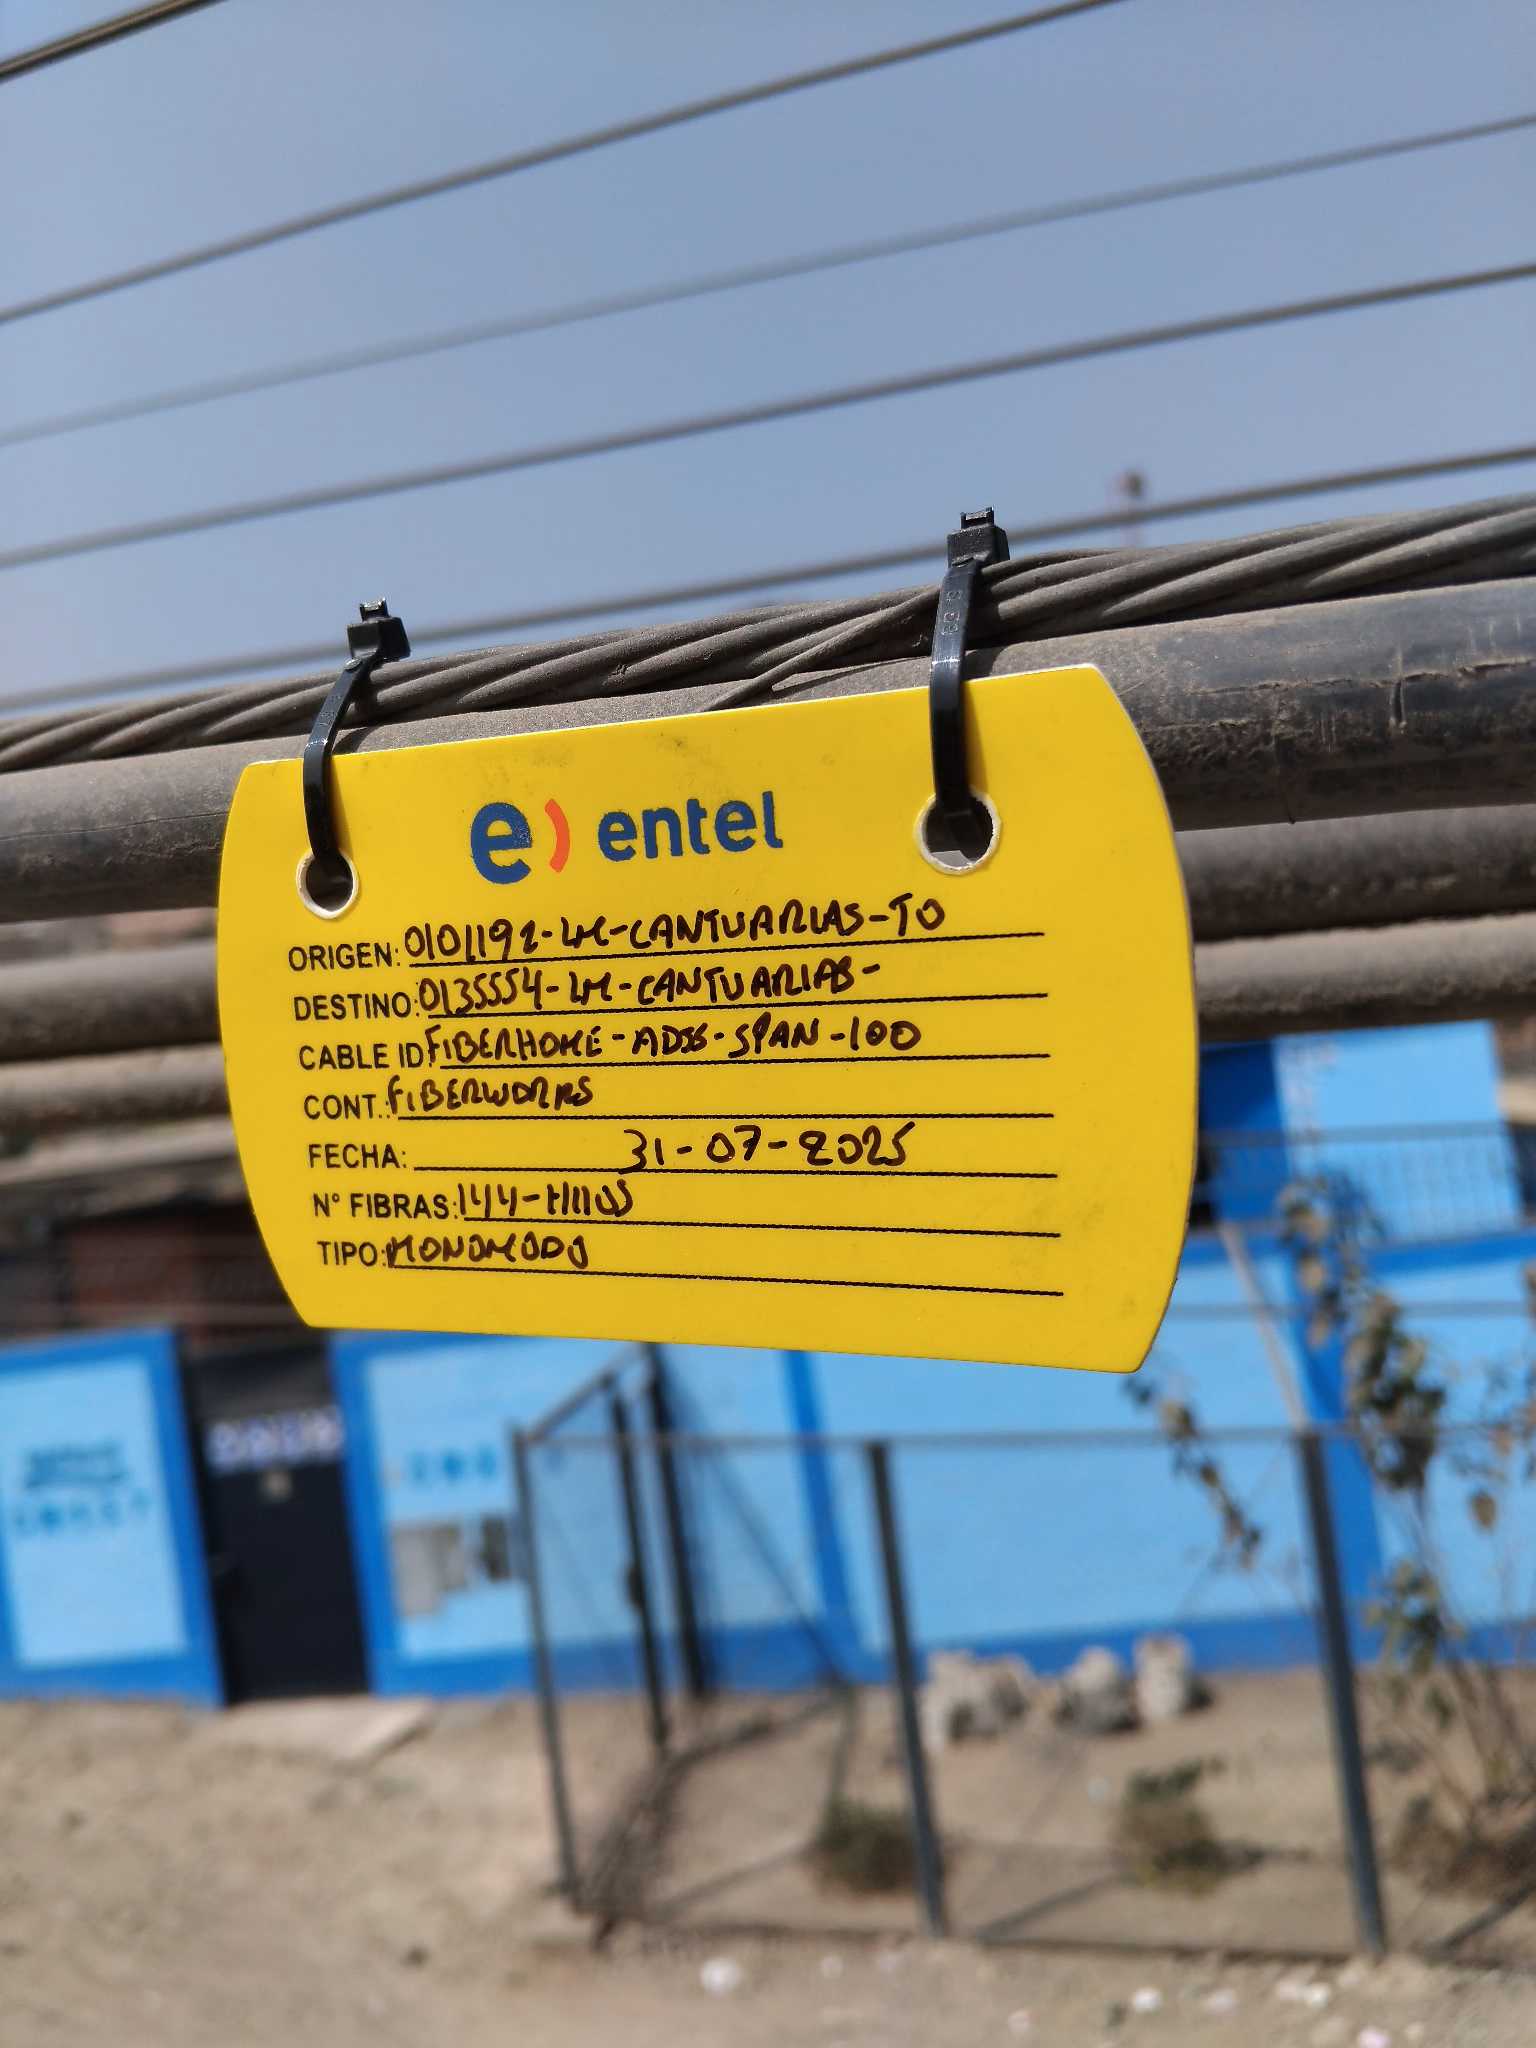 e) entel
ORIGEN: 0101192-LM-CANTUARIAS-TO
DESTINO: 0135554-LM-CANTUARIAS-
CABLE ID FIBERHOME-ADSS-SPAN-100
CONT.: FIBERWORKS
FECHA: 31-07-2025
N° FIBRAS: 144-HILOS
TIPO: MONOMODO